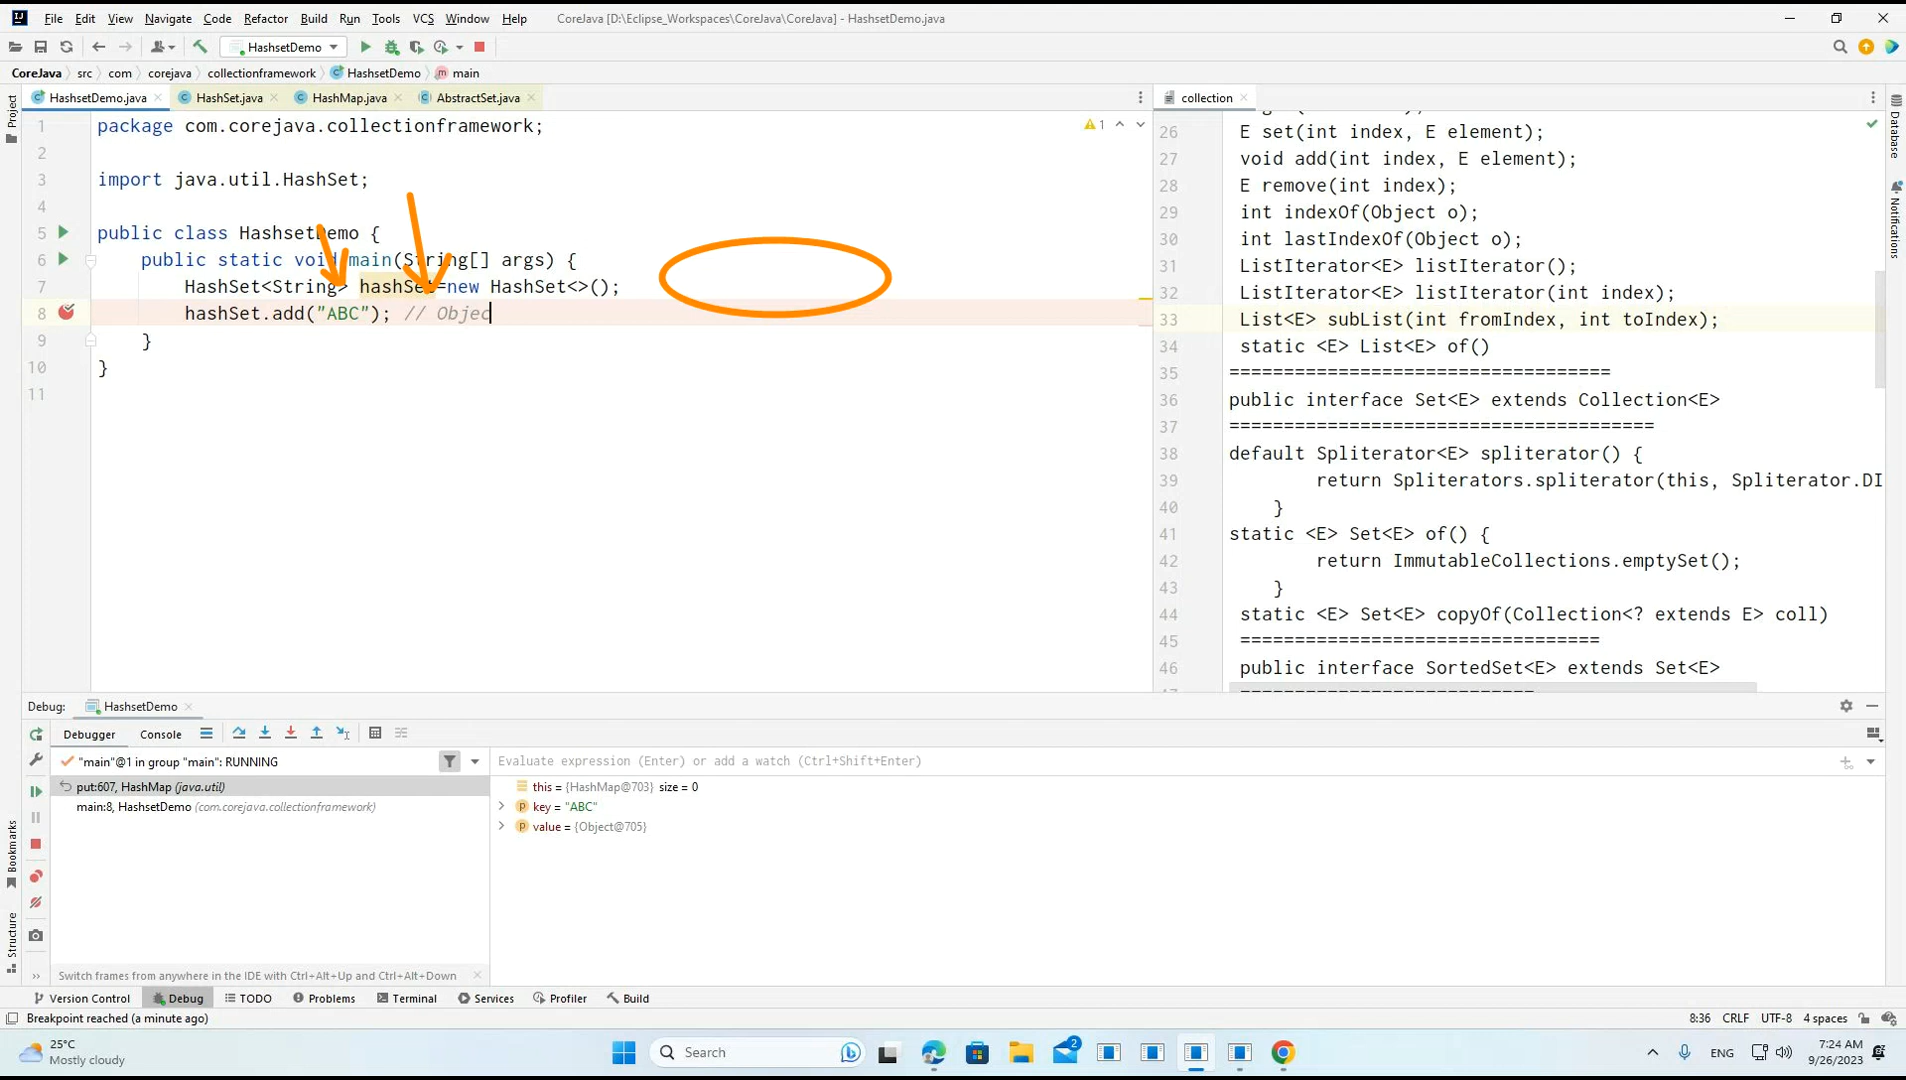 File Edit View Navigate Code Refactor Build Run Tools VCS Window Help CoreJava [D:\Eclipse_Workspaces\CoreJava\CoreJava] - HashsetDemo.java
HashsetDemo
CoreJava src com corejava collectionframework HashsetDemo main
HashsetDemo.java HashSet.java HashMap.java AbstractSet.java
Project
1 package com.corejava.collectionframework;
1
2
3 import java.util.HashSet;
4
5 public class HashsetDemo {
6 public static void main(String[] args) {
7 HashSet<String> hashSet=new HashSet<>();
8 hashSet.add("ABC"); // Objec
9 }
10 }
11
collection
26 E set(int index, E element);
27 void add(int index, E element);
28 E remove(int index);
29 int indexOf(Object o);
30 int lastIndexOf(Object o);
31 ListIterator<E> listIterator();
32 ListIterator<E> listIterator(int index);
33 List<E> subList(int fromIndex, int toIndex);
34 static <E> List<E> of()
35 ==================================
36 public interface Set<E> extends Collection<E>
37 =======================================
38 default Spliterator<E> spliterator() {
39 return Spliterators.spliterator(this, Spliterator.DI
40 }
41 static <E> Set<E> of() {
42 return ImmutableCollections.emptySet();
43 }
44 static <E> Set<E> copyOf(Collection<? extends E> coll)
45 =================================
46 public interface SortedSet<E> extends Set<E>
Database
Notifications
Debug: HashsetDemo
Debugger Console
"main"@1 in group "main": RUNNING
put:607, HashMap (java.util)
main:8, HashsetDemo (com.corejava.collectionframework)
Evaluate expression (Enter) or add a watch (Ctrl+Shift+Enter)
this = {HashMap@703} size = 0
key = "ABC"
value = {Object@705}
Bookmarks
Structure
Switch frames from anywhere in the IDE with Ctrl+Alt+Up and Ctrl+Alt+Down
Version Control Debug TODO Problems Terminal Services Profiler Build
Breakpoint reached (a minute ago)
8:36 CRLF UTF-8 4 spaces
25°C
Mostly cloudy
Search
2
ENG
7:24 AM
9/26/2023